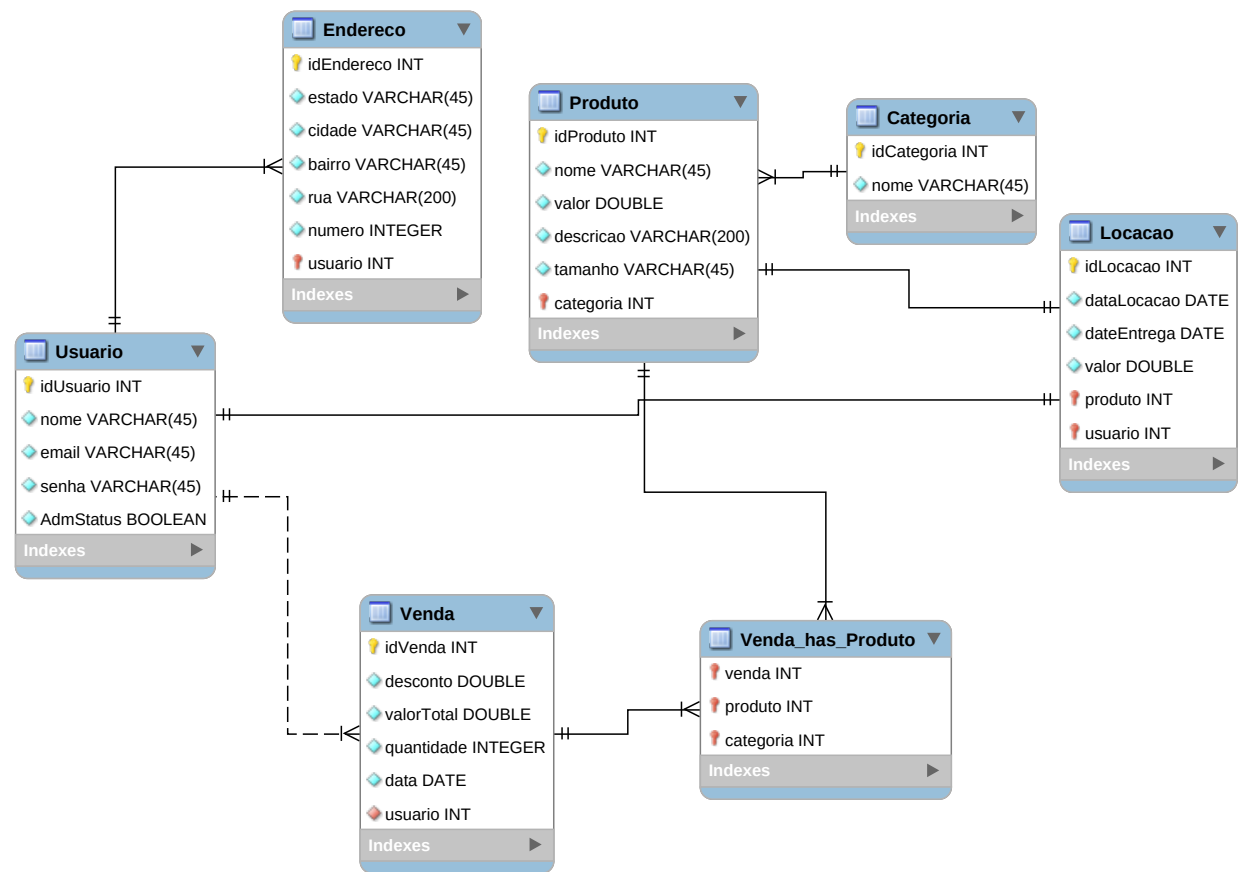 Endereco
idEndereco INT
estado VARCHAR(45)
cidade VARCHAR(45)
bairro VARCHAR(45)
rua VARCHAR(200)
numero INTEGER
usuario INT
Indexes
Produto
idProduto INT
nome VARCHAR(45)
valor DOUBLE
descricao VARCHAR(200)
tamanho VARCHAR(45)
categoria INT
Indexes
Categoria
idCategoria INT
nome VARCHAR(45)
Indexes
Locacao
idLocacao INT
dataLocacao DATE
dateEntrega DATE
valor DOUBLE
produto INT
usuario INT
Indexes
Usuario
idUsuario INT
nome VARCHAR(45)
email VARCHAR(45)
senha VARCHAR(45)
AdmStatus BOOLEAN
Indexes
Venda
idVenda INT
desconto DOUBLE
valorTotal DOUBLE
quantidade INTEGER
data DATE
usuario INT
Indexes
Venda_has_Produto
venda INT
produto INT
categoria INT
Indexes